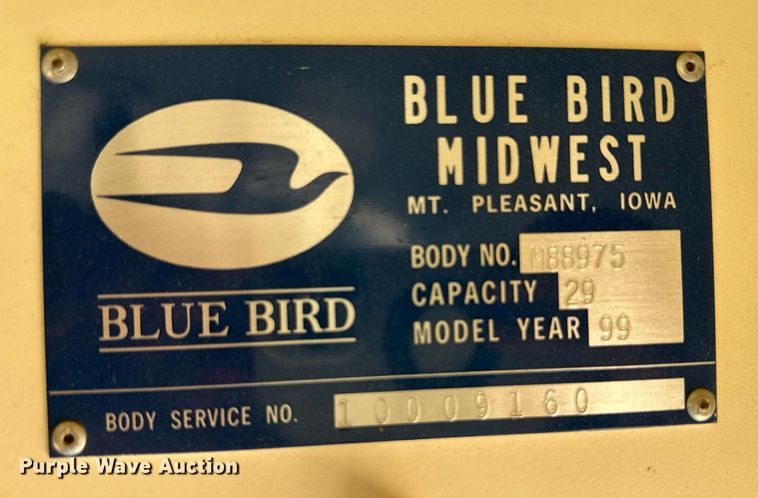 BLUE BIRD
MIDWEST
MT. PLEASANT, IOWA
BODY NO. M88975
CAPACITY 29
MODEL YEAR 99
BLUE BIRD
BODY SERVICE NO. 10009160
Purple Wave Auction